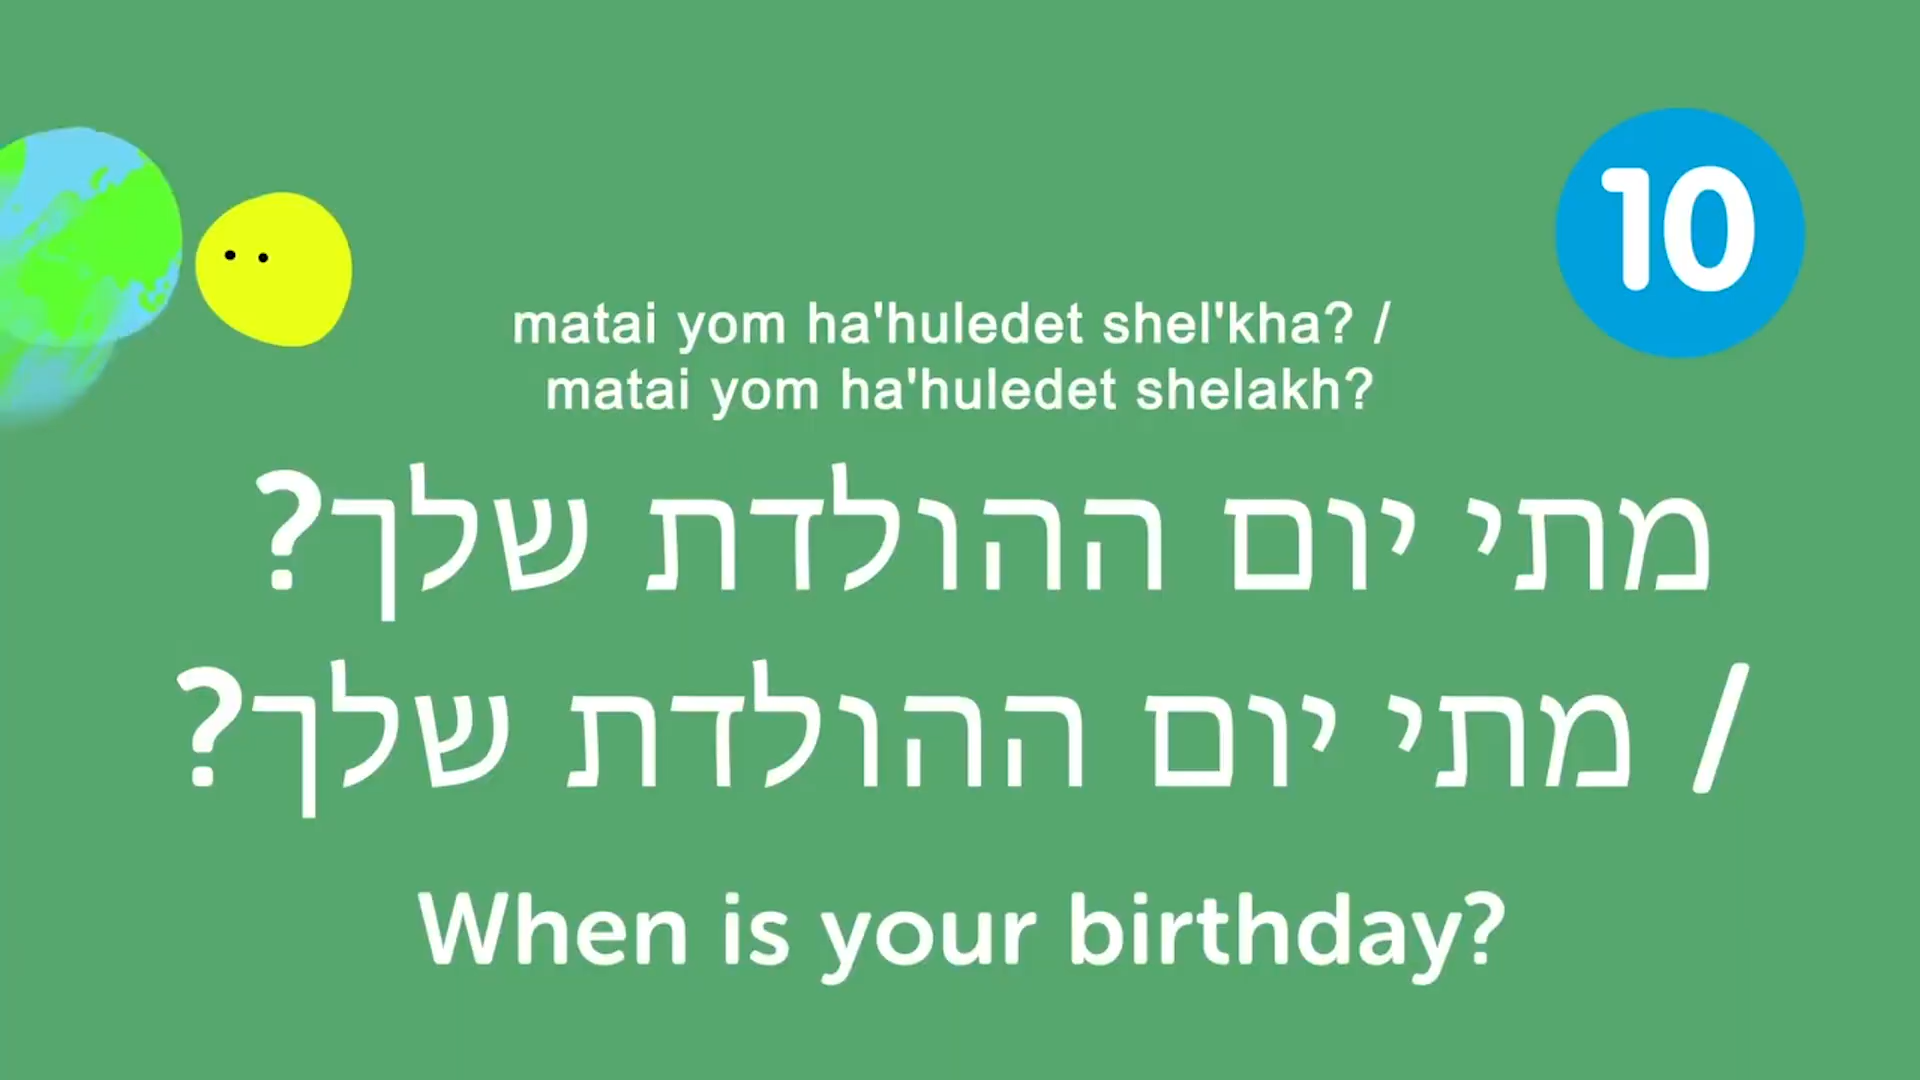 10
matai yom ha'huledet shel'kha? /
matai yom ha'huledet shelakh?
מתי יום ההולדת שלך?
/ מתי יום ההולדת שלך?
When is your birthday?